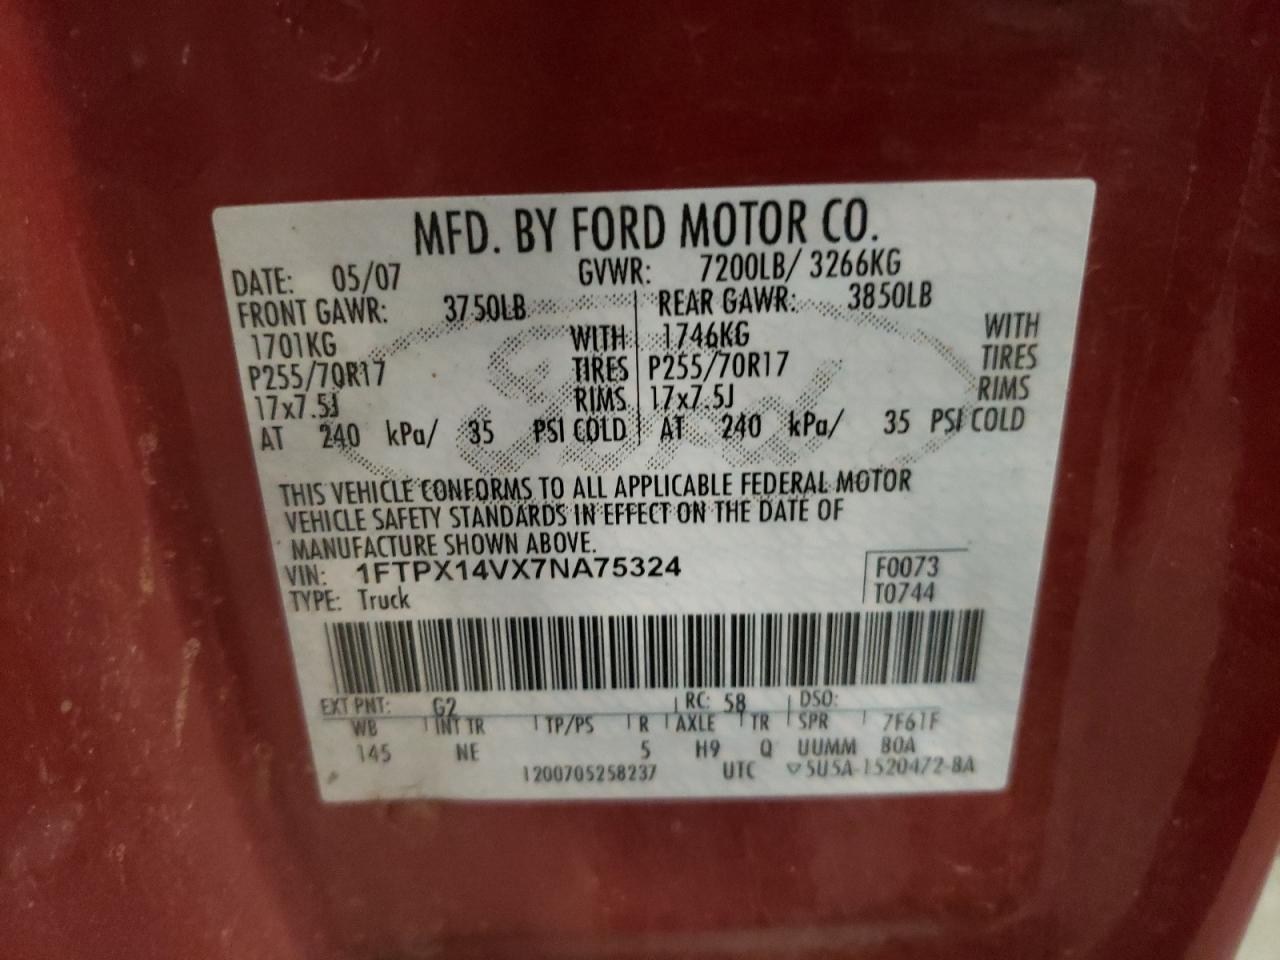 MFD. BY FORD MOTOR CO.
DATE: 05/07 GVWR: 7200LB/ 3266KG
FRONT GAWR: 3750LB REAR GAWR: 3850LB
1701KG WITH 1746KG WITH
P255/70R17 TIRES P255/70R17 TIRES
17x7.5J RIMS 17x7.5J RIMS
AT 240 kPa/ 35 PSI COLD AT 240 kPa/ 35 PSI COLD
THIS VEHICLE CONFORMS TO ALL APPLICABLE FEDERAL MOTOR
VEHICLE SAFETY STANDARDS IN EFFECT ON THE DATE OF
MANUFACTURE SHOWN ABOVE.
VIN: 1FTPX14VX7NA75324 F0073
TYPE: Truck T0744
EXT PNT: G2 RC: 58 DSO:
WB INT TR TP/PS R AXLE TR SPR 7F61F
145 NE 5 H9 Q UUMM 80A
1200705258237 UTC ▽5U5A-1520472-8A